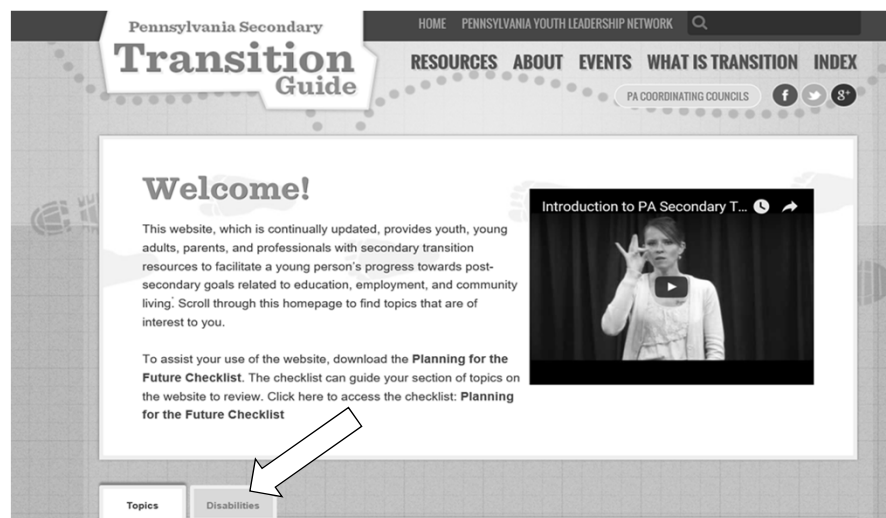 Pennsylvania Secondary
Transition
Guide
HOME PENNSYLVANIA YOUTH LEADERSHIP NETWORK
RESOURCES ABOUT EVENTS WHAT IS TRANSITION INDEX
PA COORDINATING COUNCILS f 8+
Welcome!
This website, which is continually updated, provides youth, young
adults, parents, and professionals with secondary transition
resources to facilitate a young person's progress towards post-
secondary goals related to education, employment, and community
living. Scroll through this homepage to find topics that are of
interest to you.
To assist your use of the website, download the Planning for the
Future Checklist. The checklist can guide your section of topics on
the website to review. Click here to access the checklist: Planning
for the Future Checklist
Introduction to PA Secondary T...
Topics Disabilities